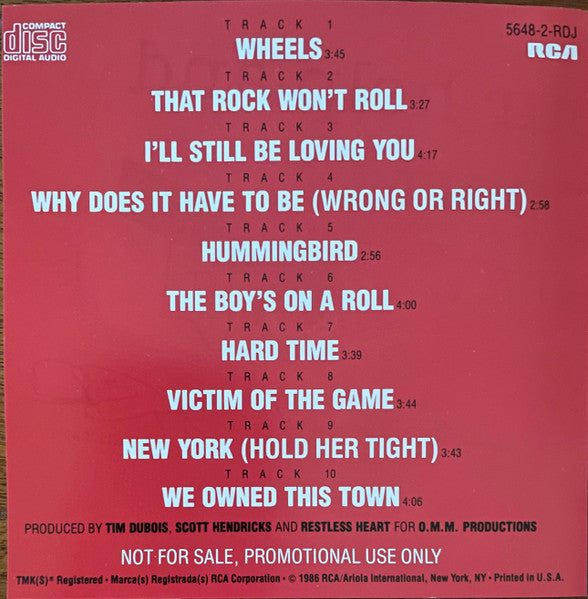 COMPACT
disc
DIGITAL AUDIO
5648-2-RDJ
RCA
TRACK 1
WHEELS 3:45
TRACK 2
THAT ROCK WON'T ROLL 3:27
TRACK 3
I'LL STILL BE LOVING YOU 4:17
TRACK 4
WHY DOES IT HAVE TO BE (WRONG OR RIGHT) 2:58
TRACK 5
HUMMINGBIRD 2:56
TRACK 6
THE BOY'S ON A ROLL 4:00
TRACK 7
HARD TIME 3:39
TRACK 8
VICTIM OF THE GAME 3:44
TRACK 9
NEW YORK (HOLD HER TIGHT) 3:43
TRACK 10
WE OWNED THIS TOWN 4:06
PRODUCED BY TIM DUBOIS, SCOTT HENDRICKS AND RESTLESS HEART FOR O.M.M. PRODUCTIONS
NOT FOR SALE, PROMOTIONAL USE ONLY
TMK(S)® Registered • Marca(s) Registrada(s) RCA Corporation • © 1986 RCA/Ariola International, New York, NY • Printed in U.S.A.